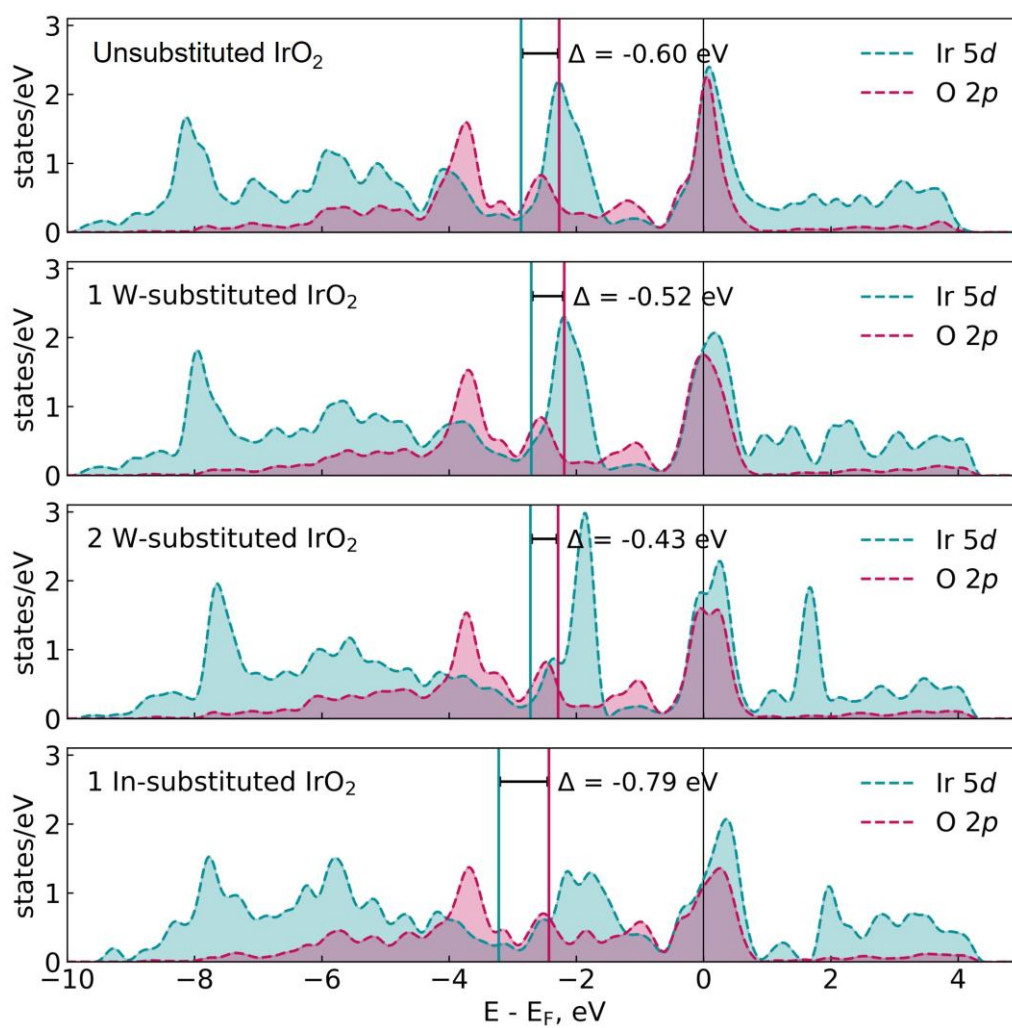 3
Unsubstituted IrO₂
Δ = -0.60 eV
Ir 5d
O 2p
2
1
0
states/eV
3
1 W-substituted IrO₂
Δ = -0.52 eV
Ir 5d
O 2p
2
1
0
states/eV
3
2 W-substituted IrO₂
Δ = -0.43 eV
Ir 5d
O 2p
2
1
0
states/eV
3
1 In-substituted IrO₂
Δ = -0.79 eV
Ir 5d
O 2p
2
1
0
states/eV
−10 −8 −6 −4 −2 0 2 4
E - E_F, eV